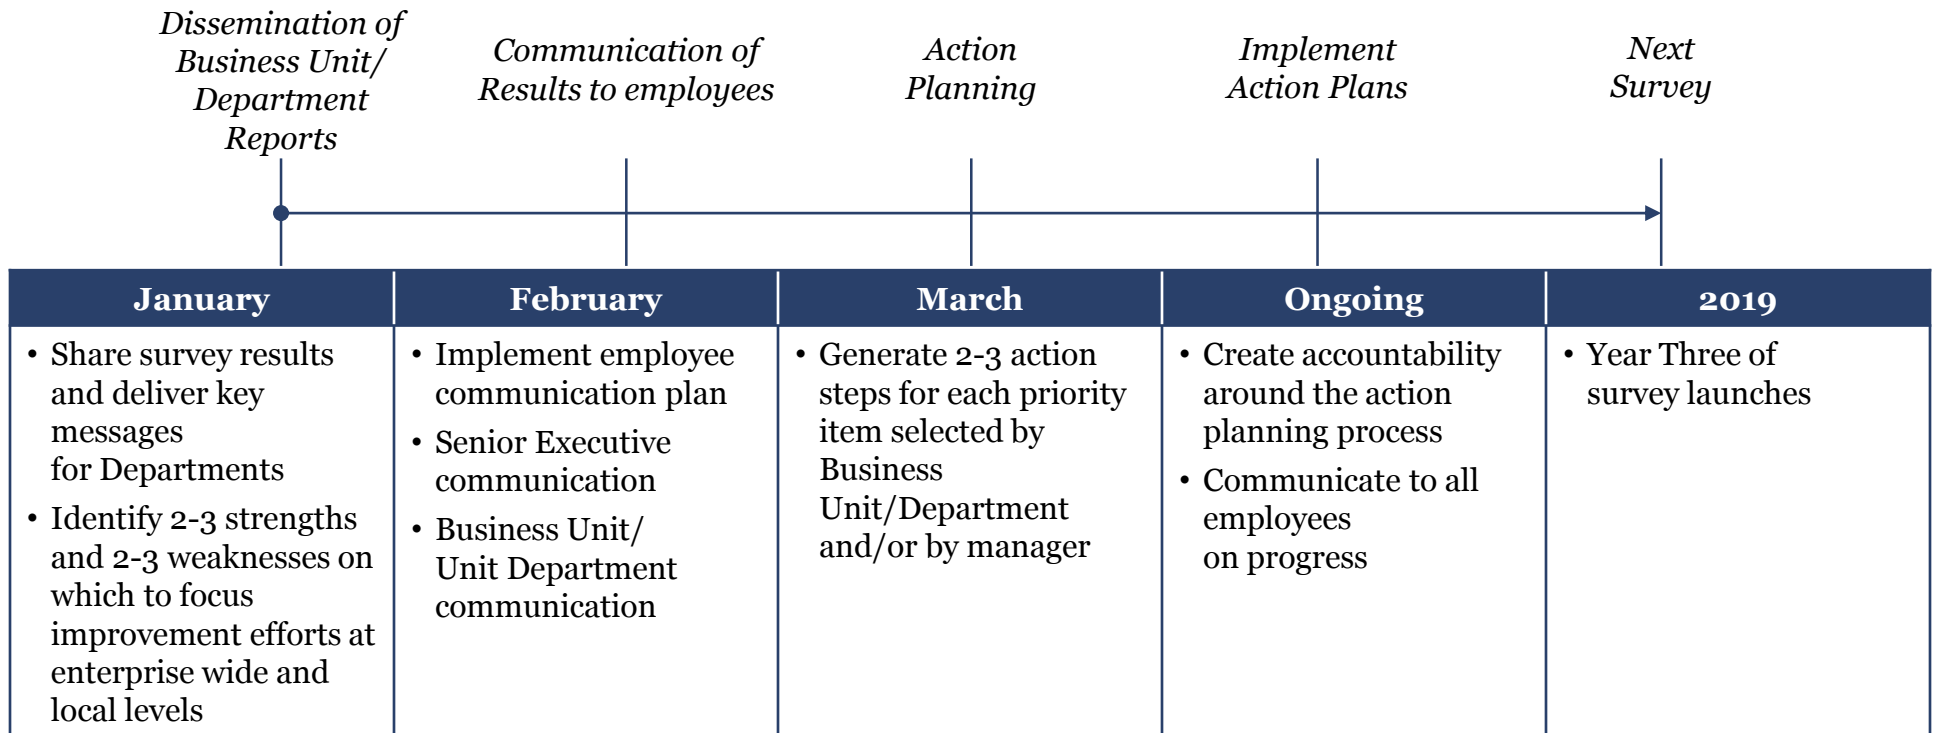 Dissemination of
Business Unit/
Department
Reports
Communication of
Results to employees
Action
Planning
Implement
Action Plans
Next
Survey
January
February
March
Ongoing
2019
• Share survey results
and deliver key
messages
for Departments
• Identify 2-3 strengths
and 2-3 weaknesses on
which to focus
improvement efforts at
enterprise wide and
local levels
• Implement employee
communication plan
• Senior Executive
communication
• Business Unit/
Unit Department
communication
• Generate 2-3 action
steps for each priority
item selected by
Business
Unit/Department
and/or by manager
• Create accountability
around the action
planning process
• Communicate to all
employees
on progress
• Year Three of
survey launches